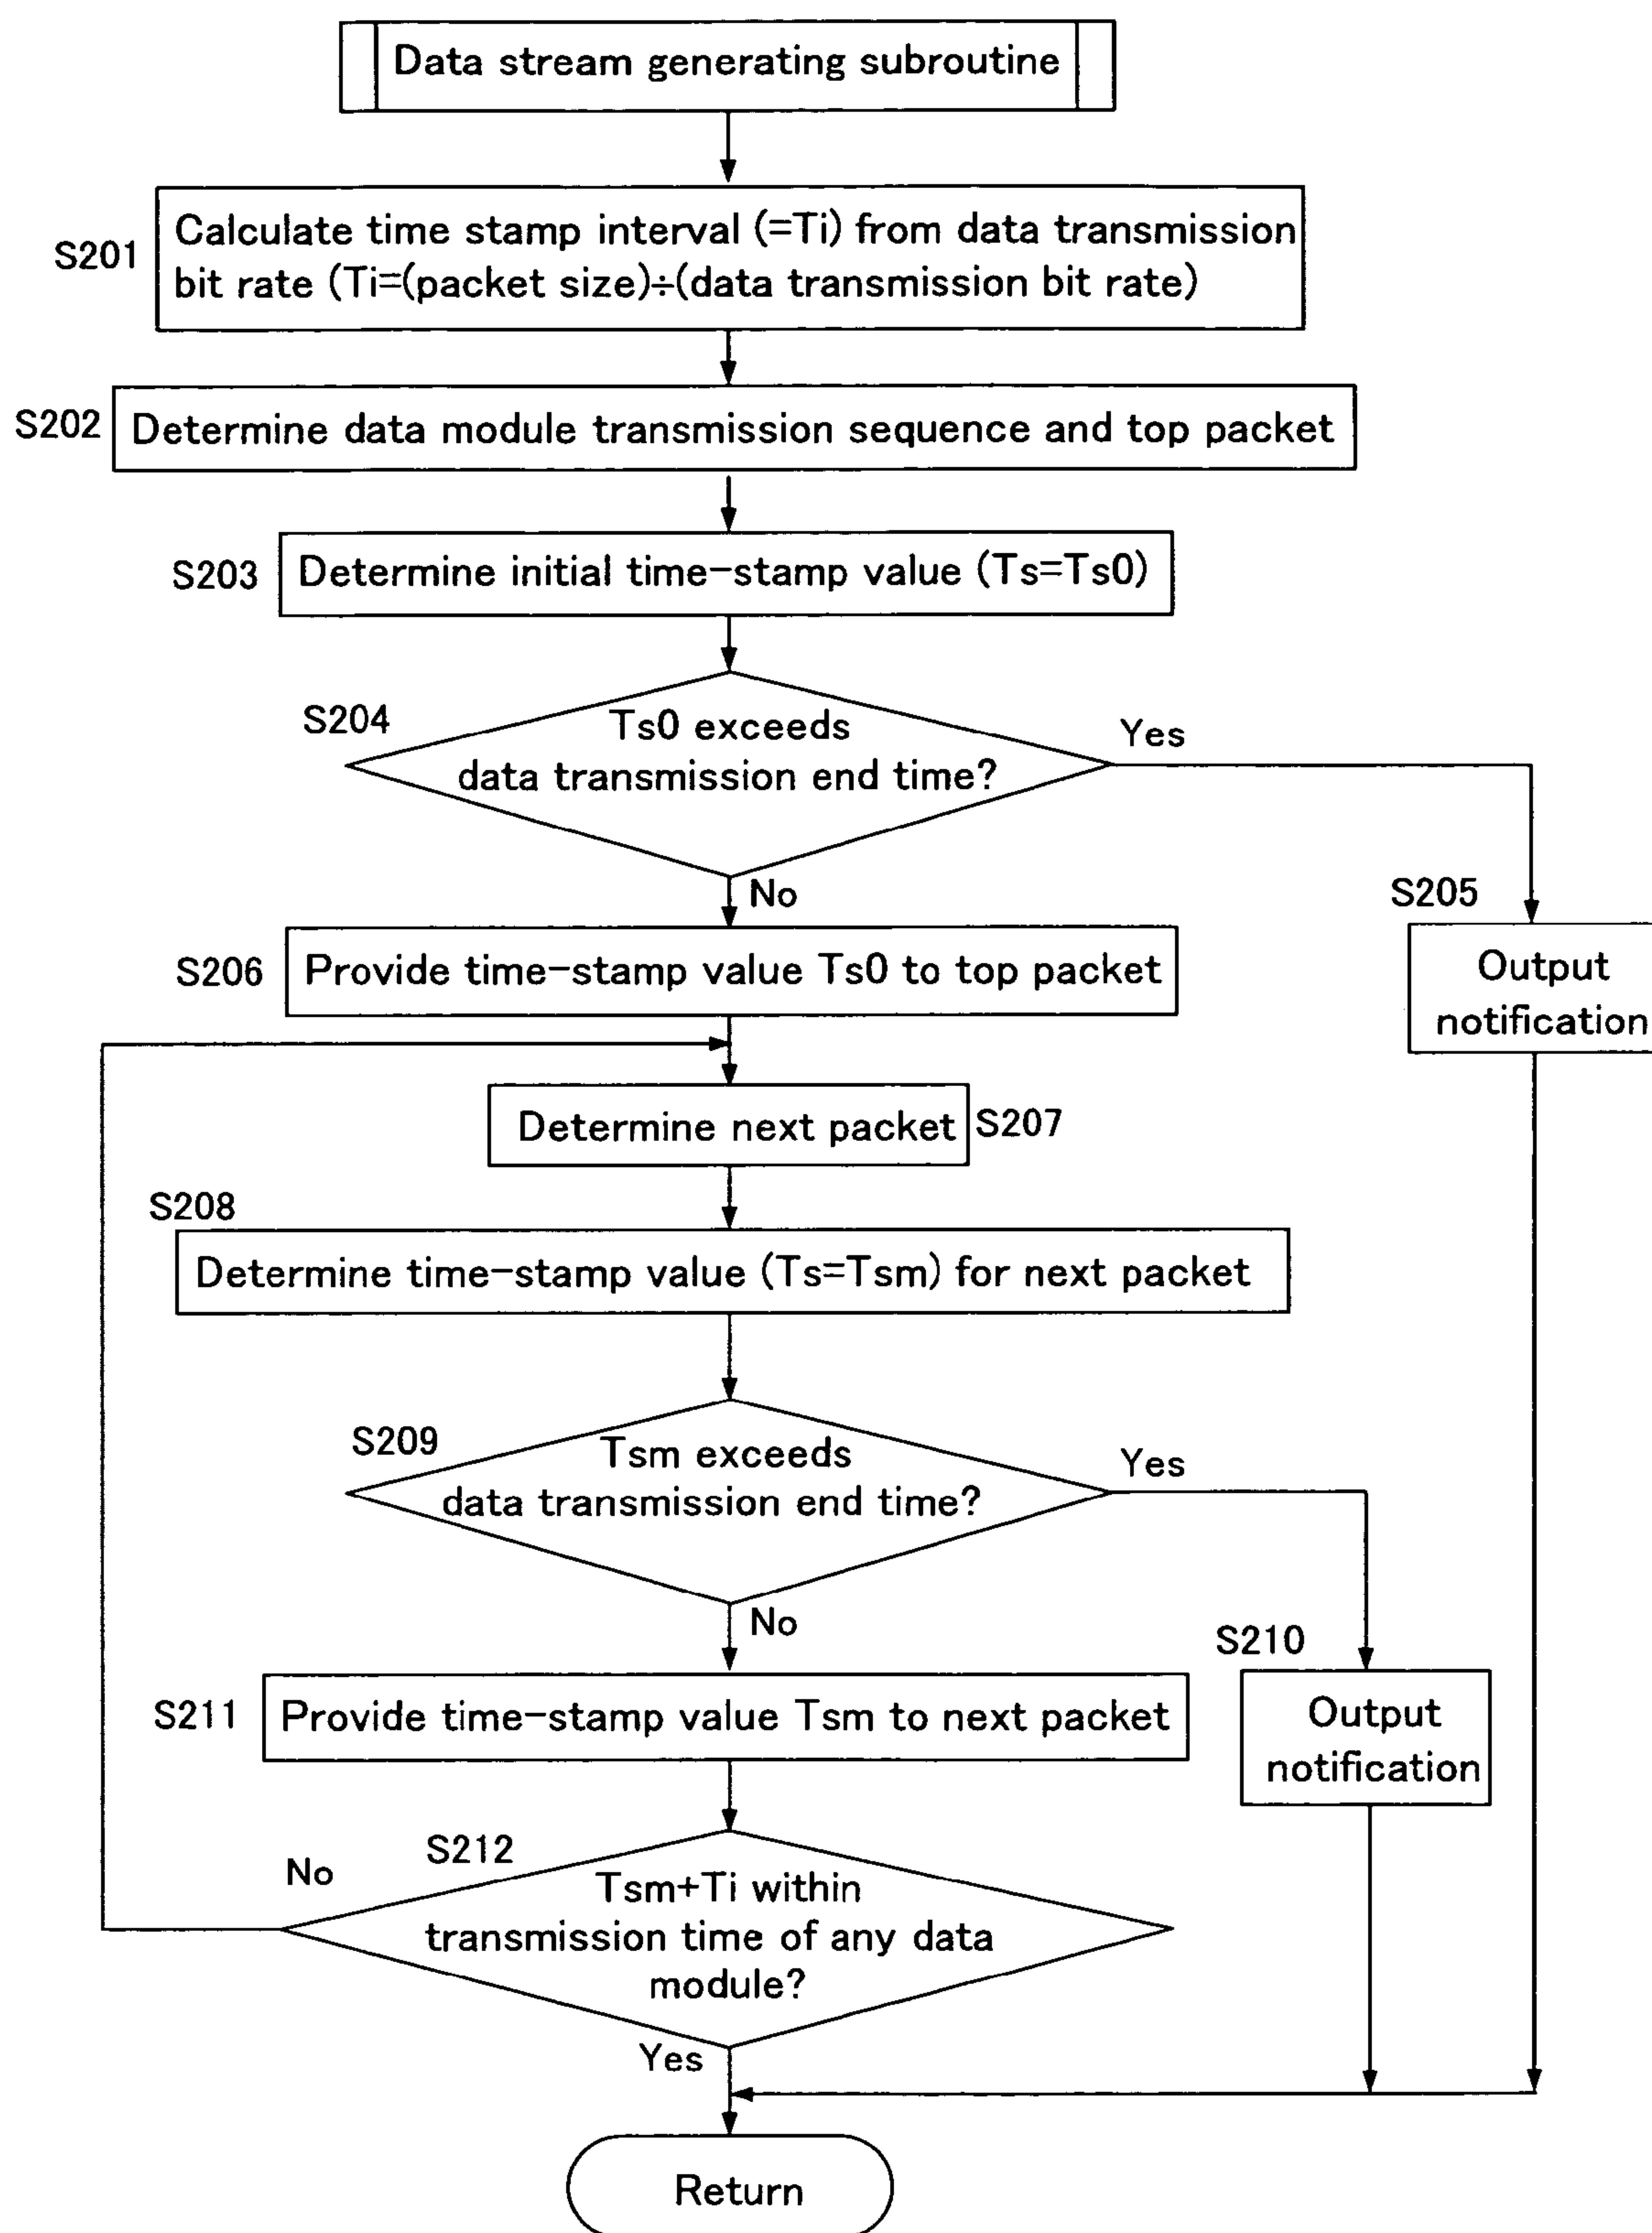 Data stream generating subroutine
S201
Calculate time stamp interval (=Ti) from data transmission
bit rate (Ti=(packet size)÷(data transmission bit rate)
S202
Determine data module transmission sequence and top packet
S203
Determine initial time-stamp value (Ts=Ts0)
S204
Ts0 exceeds
data transmission end time?
Yes
No
S205
Output
notification
S206
Provide time-stamp value Ts0 to top packet
Determine next packet
S207
S208
Determine time-stamp value (Ts=Tsm) for next packet
S209
Tsm exceeds
data transmission end time?
Yes
No
S210
Output
notification
S211
Provide time-stamp value Tsm to next packet
S212
No
Tsm+Ti within
transmission time of any data
module?
Yes
Return